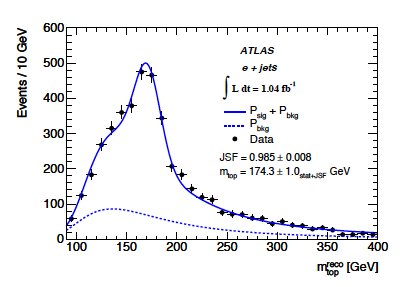 Events / 10 GeV
600
500
400
300
200
100
0
100
150
200
250
300
350
400
ATLAS
e + jets
∫ L dt = 1.04 fb⁻¹
P_sig + P_bkg
P_bkg
Data
JSF = 0.985 ± 0.008
m_top = 174.3 ± 1.0_stat+JSF GeV
m_top^reco [GeV]